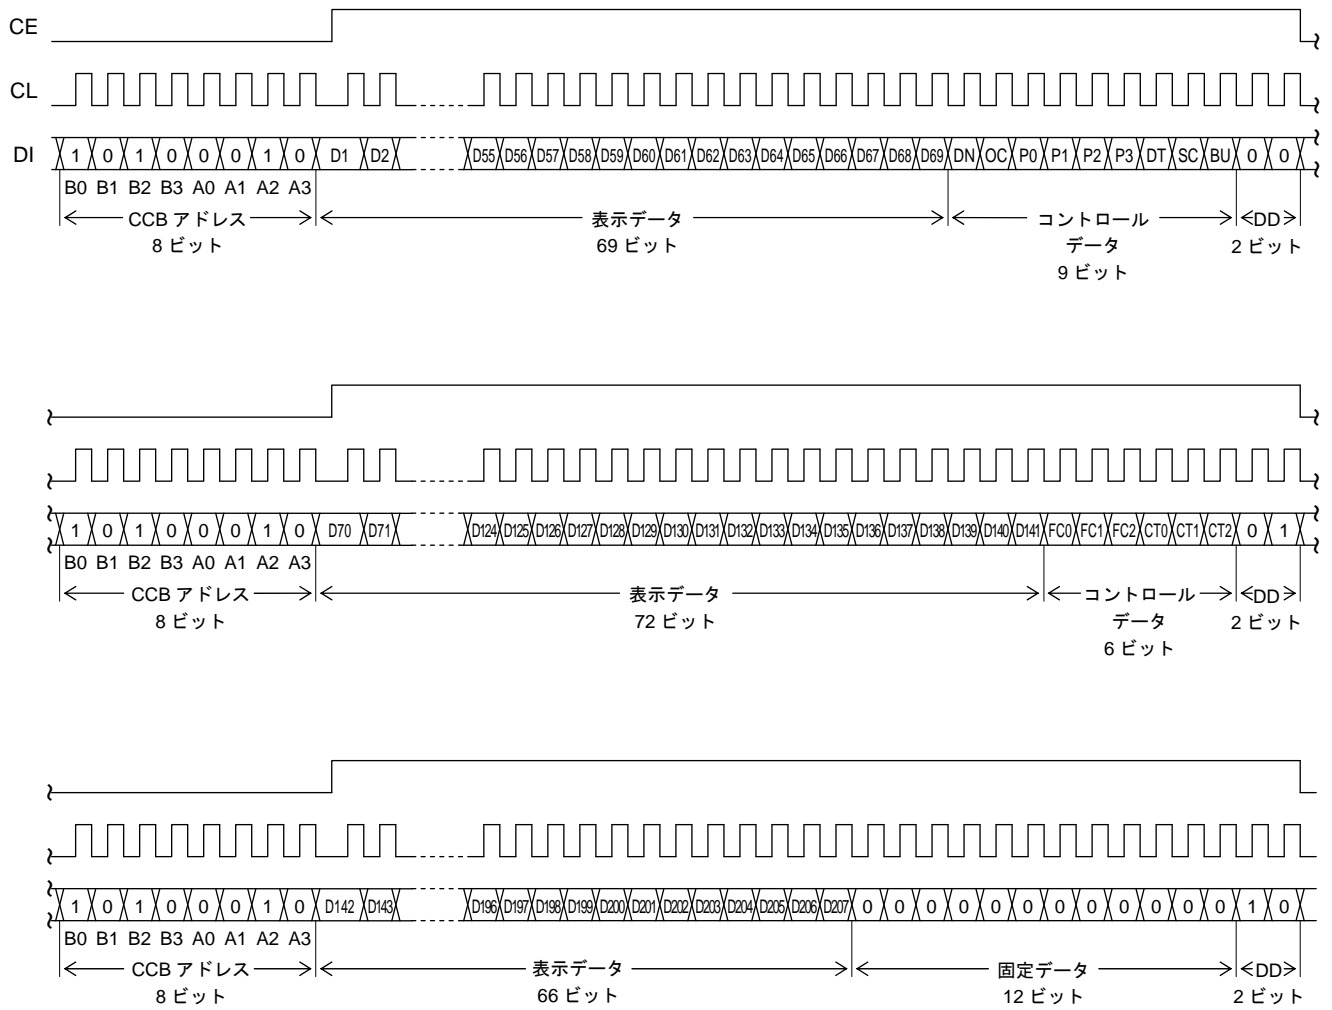 CE
CL
DI 1 0 1 0 0 0 1 0 D1 D2 D55 D56 D57 D58 D59 D60 D61 D62 D63 D64 D65 D66 D67 D68 D69 DN OC P0 P1 P2 P3 DT SC BU 0 0
B0 B1 B2 B3 A0 A1 A2 A3
CCB アドレス 表示データ コントロール DD
8 ビット 69 ビット データ 2 ビット
9 ビット
1 0 1 0 0 0 1 0 D70 D71 D124 D125 D126 D127 D128 D129 D130 D131 D132 D133 D134 D135 D136 D137 D138 D139 D140 D141 FC0 FC1 FC2 CT0 CT1 CT2 0 1
B0 B1 B2 B3 A0 A1 A2 A3
CCB アドレス 表示データ コントロール DD
8 ビット 72 ビット データ 2 ビット
6 ビット
1 0 1 0 0 0 1 0 D142 D143 D196 D197 D198 D199 D200 D201 D202 D203 D204 D205 D206 D207 0 0 0 0 0 0 0 0 0 0 0 0 1 0
B0 B1 B2 B3 A0 A1 A2 A3
CCB アドレス 表示データ 固定データ DD
8 ビット 66 ビット 12 ビット 2 ビット